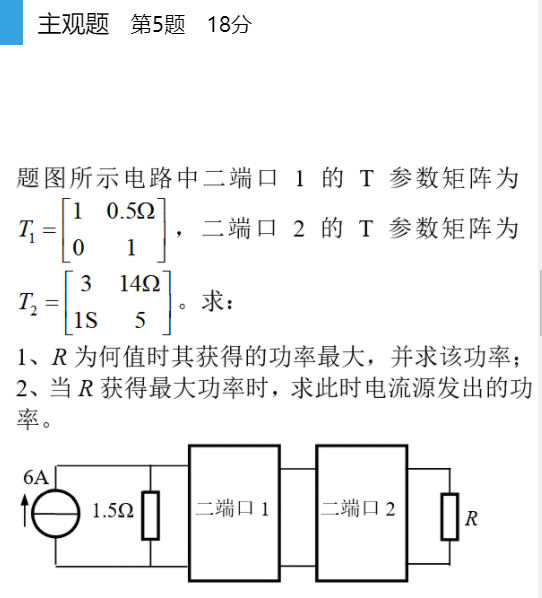 主观题 第5题 18分
题图所示电路中二端口 1 的 T 参数矩阵为
T₁ = [1 0.5Ω; 0 1]，二端口 2 的 T 参数矩阵为
T₂ = [3 14Ω; 1S 5]。求：
1、R 为何值时其获得的功率最大，并求该功率；
2、当 R 获得最大功率时，求此时电流源发出的功
率。
6A
1.5Ω
二端口 1
二端口 2
R